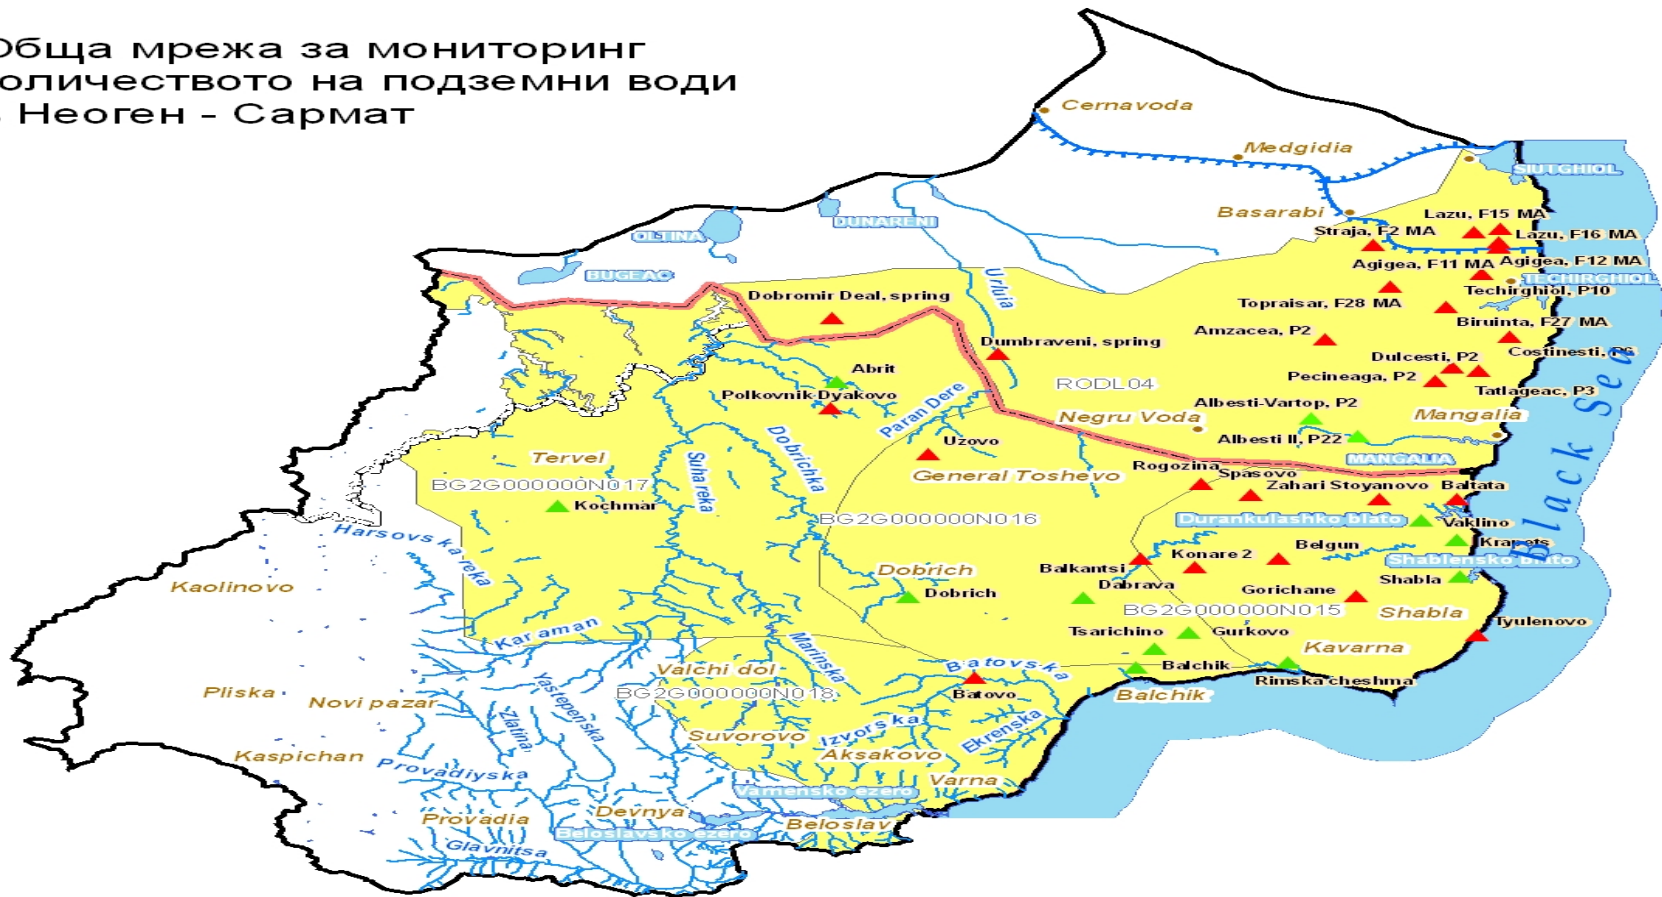 Обща мрежа за мониторинг
количеството на подземни води
Неоген - Сармат
Cernavoda
Medgidia
SIUTGHIOL
Basarabi
Lazu, F15 MA
Straja, F2 MA
Lazu, F16 MA
OLTINA
DUNARENI
Agigea, F11 MA
Agigea, F12 MA
BUGEAC
Urluia
TECHIRGHIOL
Techirghiol, P10
Dobromir Deal, spring
Topraisar, F28 MA
Biruinta, F27 MA
Amzacea, P2
Dumbraveni, spring
Costinesti, P6
Dulcesti, P2
Abrit
RODL04
Pecineaga, P2
Tatlageac, P3
Polkovnik-Dyakovo
Paran Dere
Albesti-Vartop, P2
Negru Voda
Mangalia
Black Sea
Uzovo
Albesti II, P22
MANGALIA
Tervel
Suha reka
Dobrichka
General Toshevo
Rogozina
Spasovo
BG2G000000N017
Zahari Stoyanovo
Baltata
Kochmar
BG2G000000N016
Durankulashko blato
Vaklino
Harsovska reka
Krapets
Konare 2
Belgun
Shablensko blato
Kaolinovo
Dobrich
Balkantsi
Shabla
Dobrich
Dabrava
Gorichane
BG2G000000N015
Shabla
Karaman
Tsarichino
Gurkovo
Tyulenovo
Marinska
Kavarna
Valchi dol
Batovska
Balchik
Rimska cheshma
Pliska
BG2G000000N018
Batovo
Balchik
Novi pazar
Zlatina
Yastepenska
Suvorovo
Izvorska
Ekrenska
Kaspichan
Provadiyska
Aksakovo
Varna
Varnensko ezero
Provadia
Devnya
Beloslav
Beloslavsko ezero
Glavnitsa